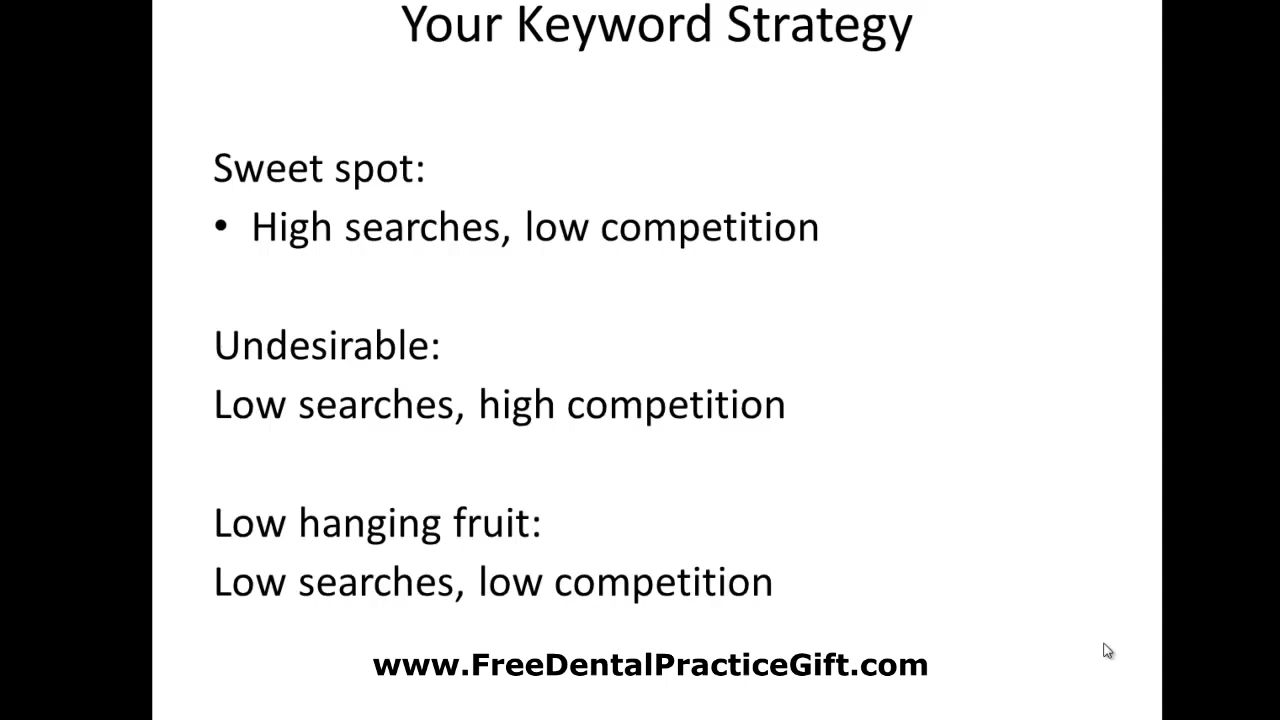 Your Keyword Strategy
Sweet spot:
• High searches, low competition
Undesirable:
Low searches, high competition
Low hanging fruit:
Low searches, low competition
www.FreeDentalPracticeGift.com